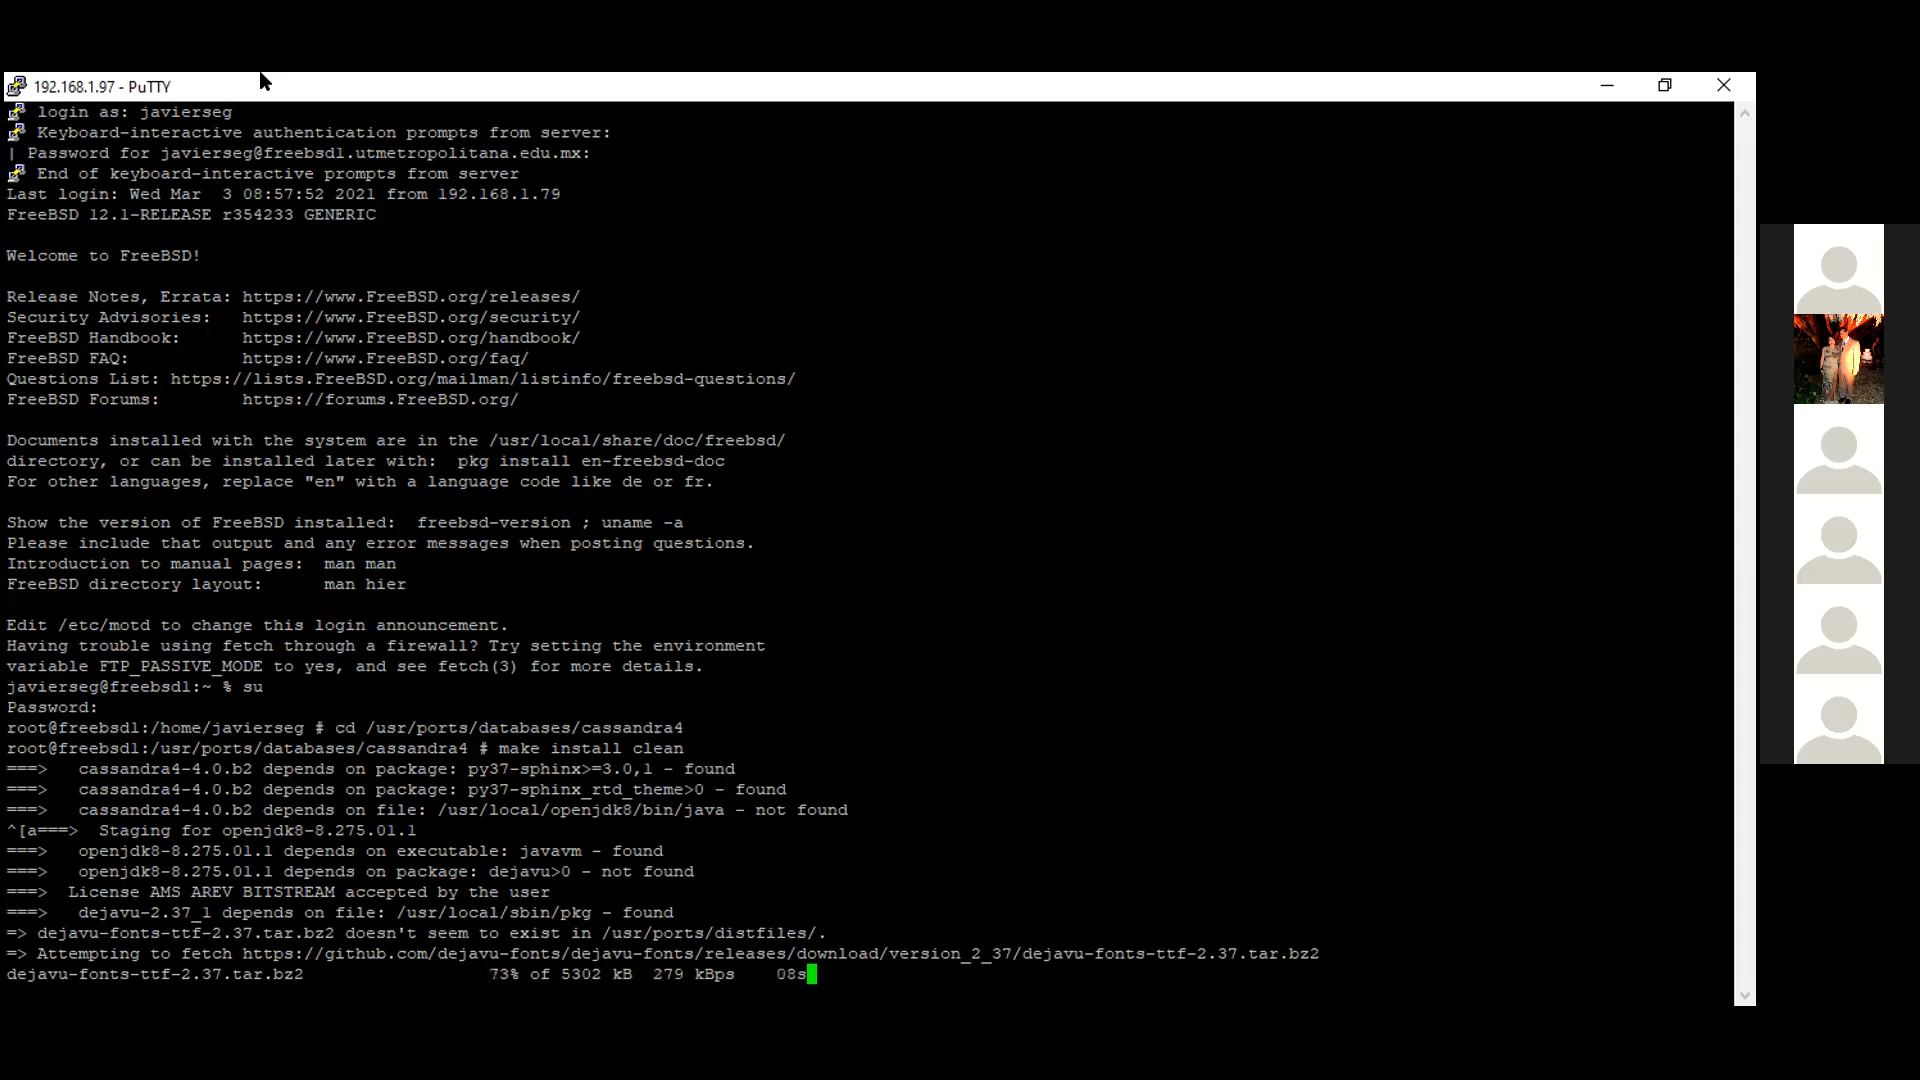 192.168.1.97 - PuTTY
login as: javierseg
Keyboard-interactive authentication prompts from server:
| Password for javierseg@freebsd1.utmetropolitana.edu.mx:
End of keyboard-interactive prompts from server
Last login: Wed Mar  3 08:57:52 2021 from 192.168.1.79
FreeBSD 12.1-RELEASE r354233 GENERIC
Welcome to FreeBSD!
Release Notes, Errata: https://www.FreeBSD.org/releases/
Security Advisories:   https://www.FreeBSD.org/security/
FreeBSD Handbook:      https://www.FreeBSD.org/handbook/
FreeBSD FAQ:           https://www.FreeBSD.org/faq/
Questions List: https://lists.FreeBSD.org/mailman/listinfo/freebsd-questions/
FreeBSD Forums:        https://forums.FreeBSD.org/
Documents installed with the system are in the /usr/local/share/doc/freebsd/
directory, or can be installed later with:  pkg install en-freebsd-doc
For other languages, replace "en" with a language code like de or fr.
Show the version of FreeBSD installed:  freebsd-version ; uname -a
Please include that output and any error messages when posting questions.
Introduction to manual pages:  man man
FreeBSD directory layout:      man hier
Edit /etc/motd to change this login announcement.
Having trouble using fetch through a firewall? Try setting the environment
variable FTP_PASSIVE_MODE to yes, and see fetch(3) for more details.
javierseg@freebsd1:~ % su
Password:
root@freebsd1:/home/javierseg # cd /usr/ports/databases/cassandra4
root@freebsd1:/usr/ports/databases/cassandra4 # make install clean
===>   cassandra4-4.0.b2 depends on package: py37-sphinx>=3.0,1 - found
===>   cassandra4-4.0.b2 depends on package: py37-sphinx_rtd_theme>0 - found
===>   cassandra4-4.0.b2 depends on file: /usr/local/openjdk8/bin/java - not found
^[a===>  Staging for openjdk8-8.275.01.1
===>   openjdk8-8.275.01.1 depends on executable: javavm - found
===>   openjdk8-8.275.01.1 depends on package: dejavu>0 - not found
===>  License AMS AREV BITSTREAM accepted by the user
===>   dejavu-2.37_1 depends on file: /usr/local/sbin/pkg - found
=> dejavu-fonts-ttf-2.37.tar.bz2 doesn't seem to exist in /usr/ports/distfiles/.
=> Attempting to fetch https://github.com/dejavu-fonts/dejavu-fonts/releases/download/version_2_37/dejavu-fonts-ttf-2.37.tar.bz2
dejavu-fonts-ttf-2.37.tar.bz2                  73% of 5302 kB  279 kBps    08s